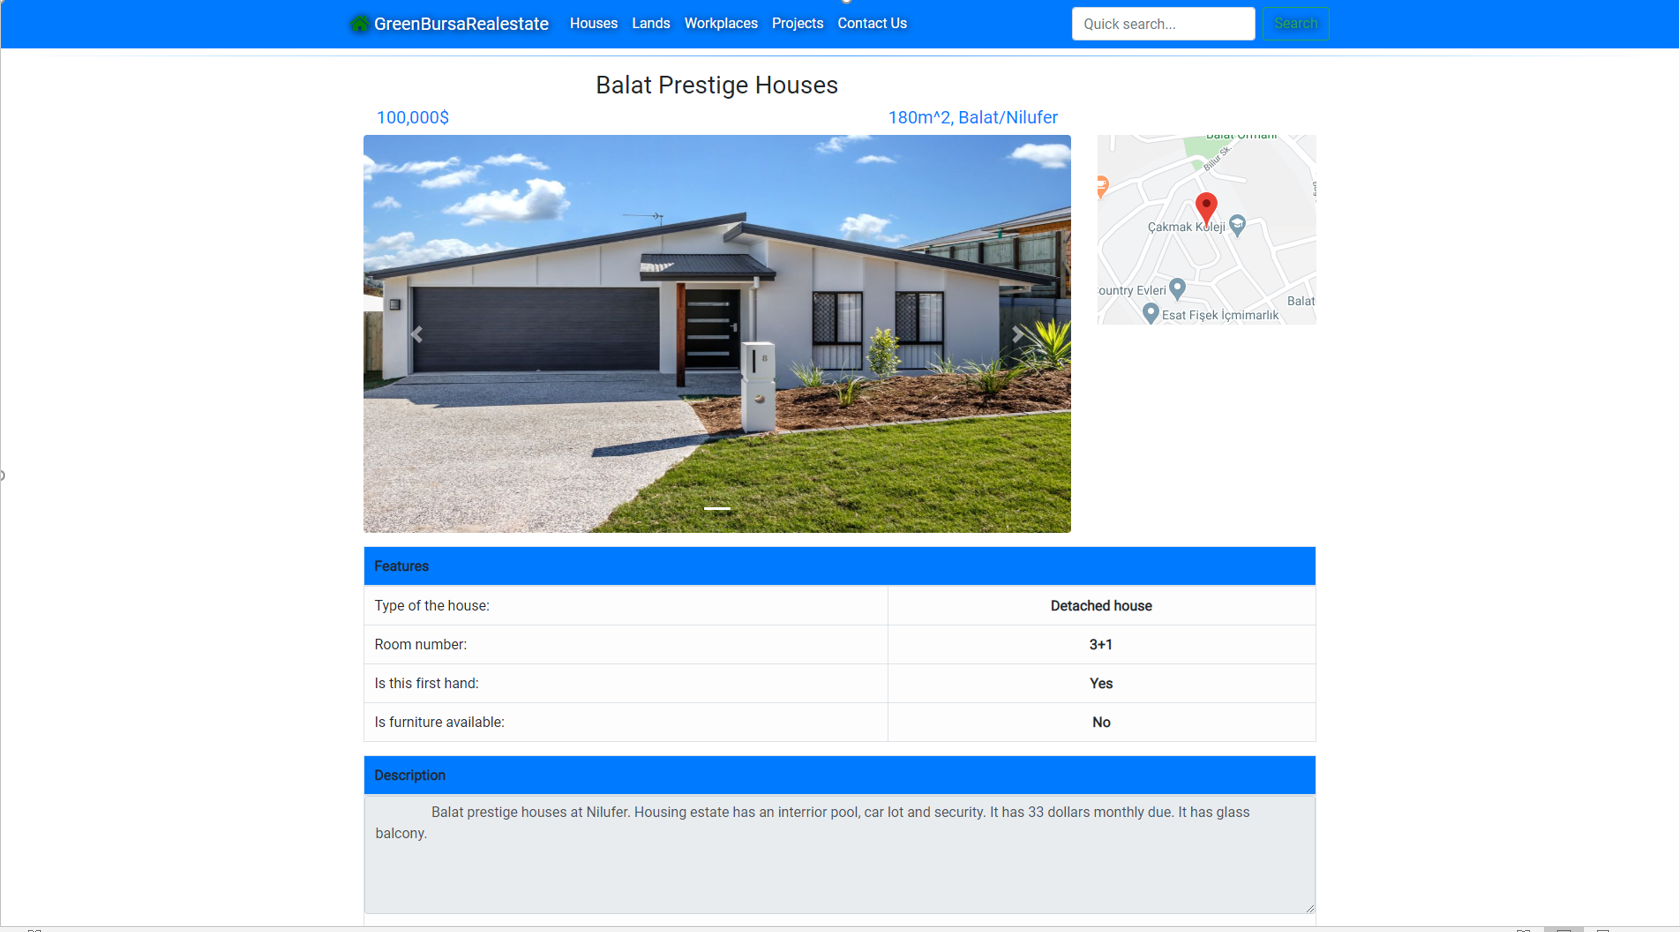 GreenBursaRealestate Houses Lands Workplaces Projects Contact Us Quick search... Search
Balat Prestige Houses
100,000$ 180m^2, Balat/Nilufer
8
Balat Ormanı
Billur Sk.
Çakmak Koleji
Country Evleri
Balat
Esat Fişek İçmimarlık
Features
Type of the house: Detached house
Room number: 3+1
Is this first hand: Yes
Is furniture available: No
Description
Balat prestige houses at Nilufer. Housing estate has an interrior pool, car lot and security. It has 33 dollars monthly due. It has glass
balcony.